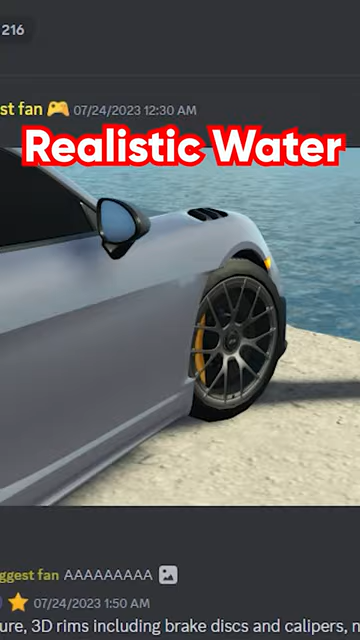 216
st fan 🎮 07/24/2023 12:30 AM
Realistic Water
ggest fan AAAAAAAAA
⭐ 07/24/2023 1:50 AM
ure, 3D rims including brake discs and calipers, n